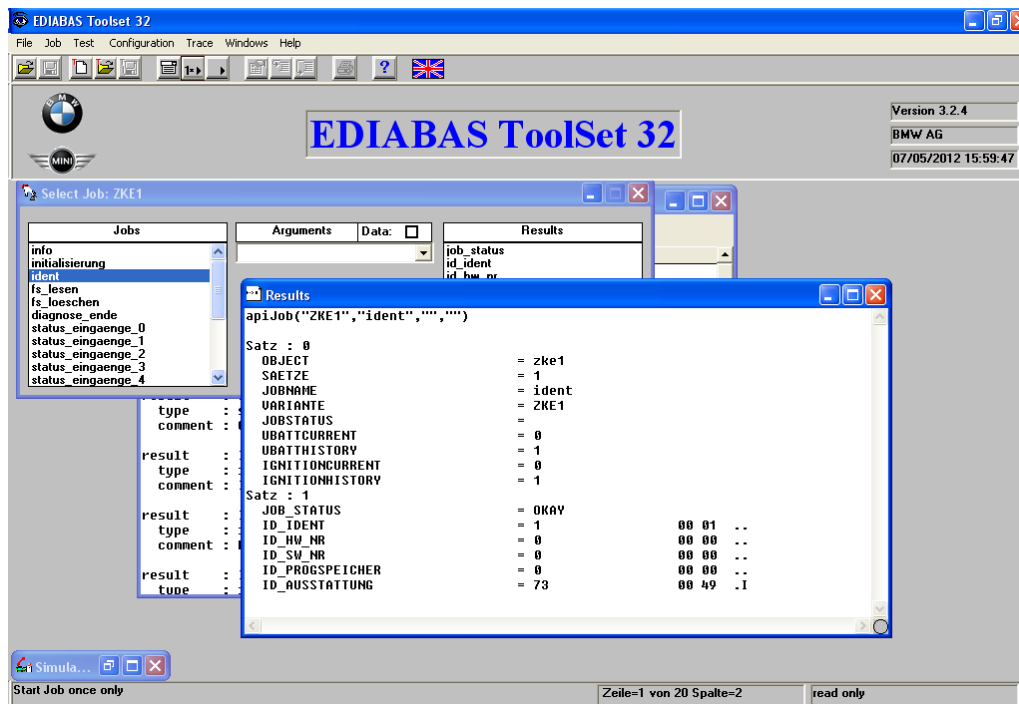 EDIABAS Toolset 32
File Job Test Configuration Trace Windows Help
BMW
MINI
EDIABAS ToolSet 32
Version 3.2.4
BMW AG
07/05/2012 15:59:47
Select Job: ZKE1
Jobs
Arguments Data:
Results
info
initialisierung
ident
fs_lesen
fs_loeschen
diagnose_ende
status_eingaenge_0
status_eingaenge_1
status_eingaenge_2
status_eingaenge_3
status_eingaenge_4
job_status
id_ident
id_hw_nr
type :
comment :
result :
type :
comment :
result :
type :
comment :
result :
type :
Results
apiJob("ZKE1","ident","","")
Satz : 0
OBJECT = zke1
SAETZE = 1
JOBNAME = ident
VARIANTE = ZKE1
JOBSTATUS =
UBATTCURRENT = 0
UBATTHISTORY = 1
IGNITIONCURRENT = 0
IGNITIONHISTORY = 1
Satz : 1
JOB_STATUS = OKAY
ID_IDENT = 1 00 01 ..
ID_HW_NR = 0 00 00 ..
ID_SW_NR = 0 00 00 ..
ID_PROGSPEICHER = 0 00 00 ..
ID_AUSSTATTUNG = 73 00 49 .I
Simula...
Start Job once only
Zeile=1 von 20 Spalte=2
read only